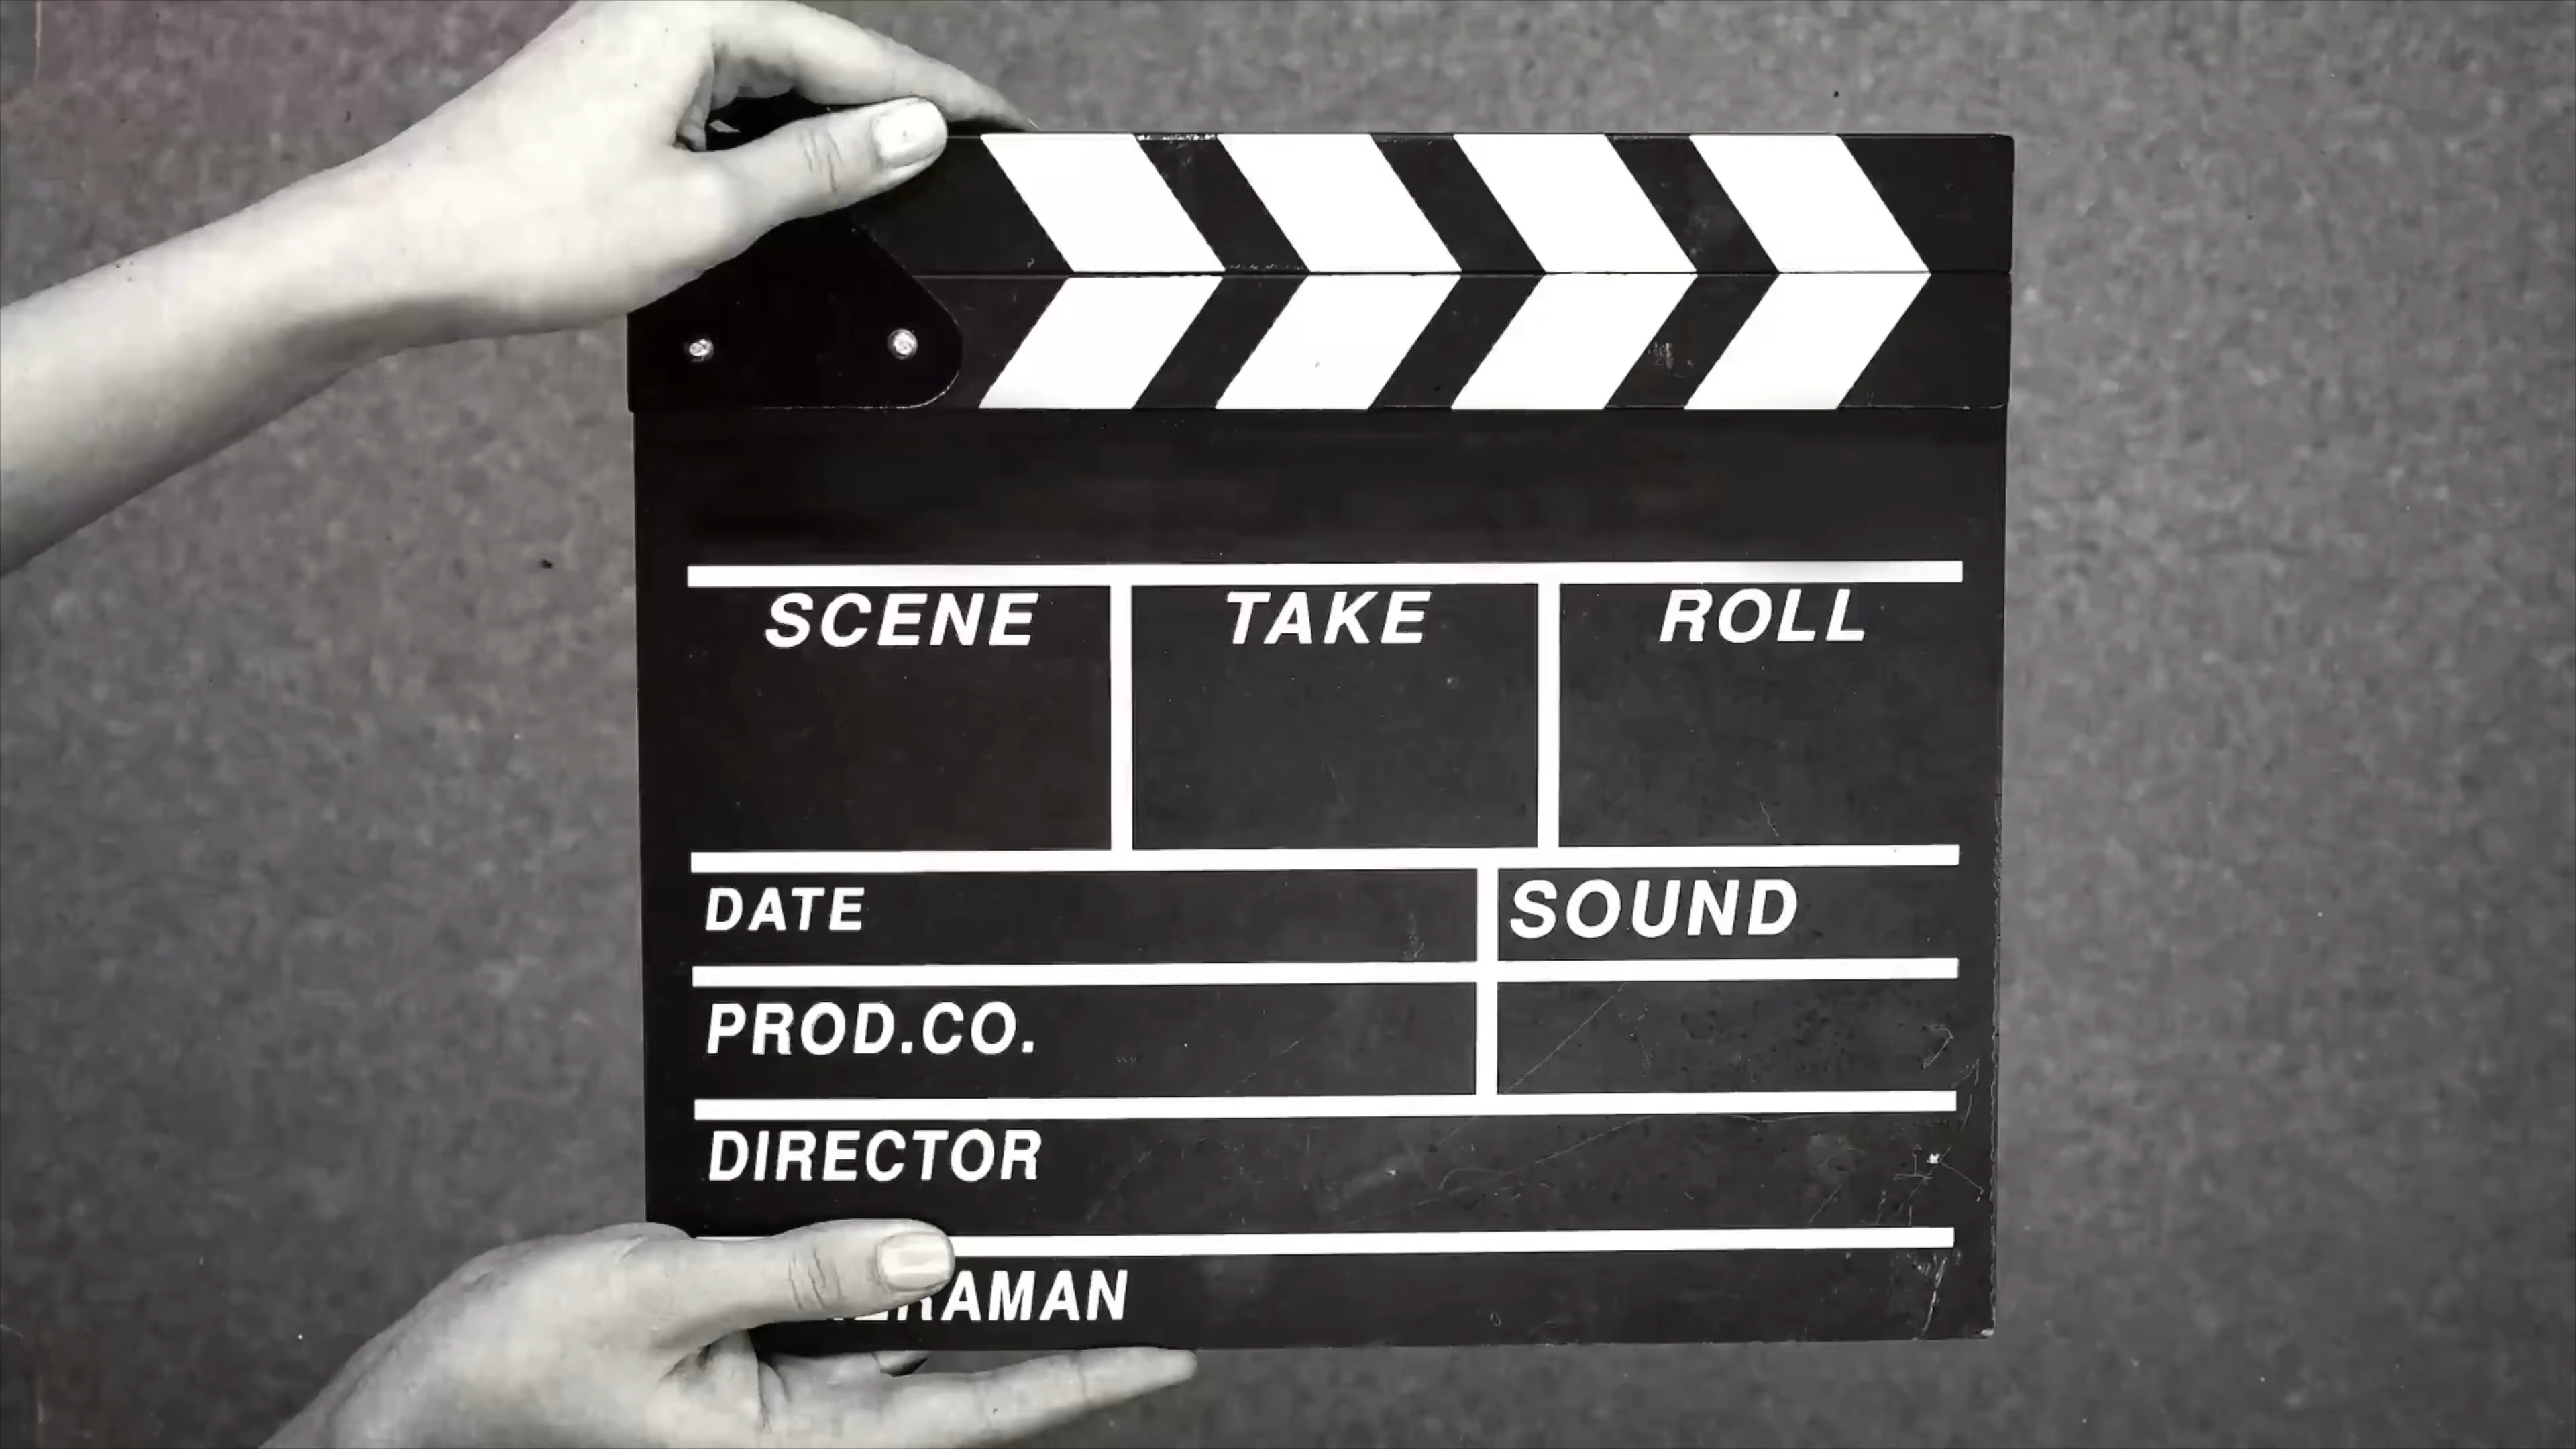 SCENE TAKE ROLL
DATE SOUND
PROD.CO.
DIRECTOR